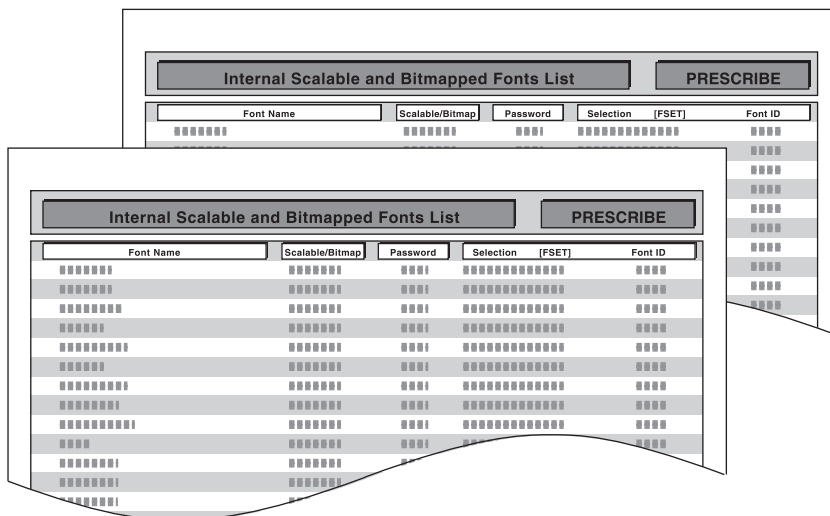 Internal Scalable and Bitmapped Fonts List PRESCRIBE
Font Name Scalable/Bitmap Password Selection [FSET] Font ID
Internal Scalable and Bitmapped Fonts List PRESCRIBE
Font Name Scalable/Bitmap Password Selection [FSET] Font ID